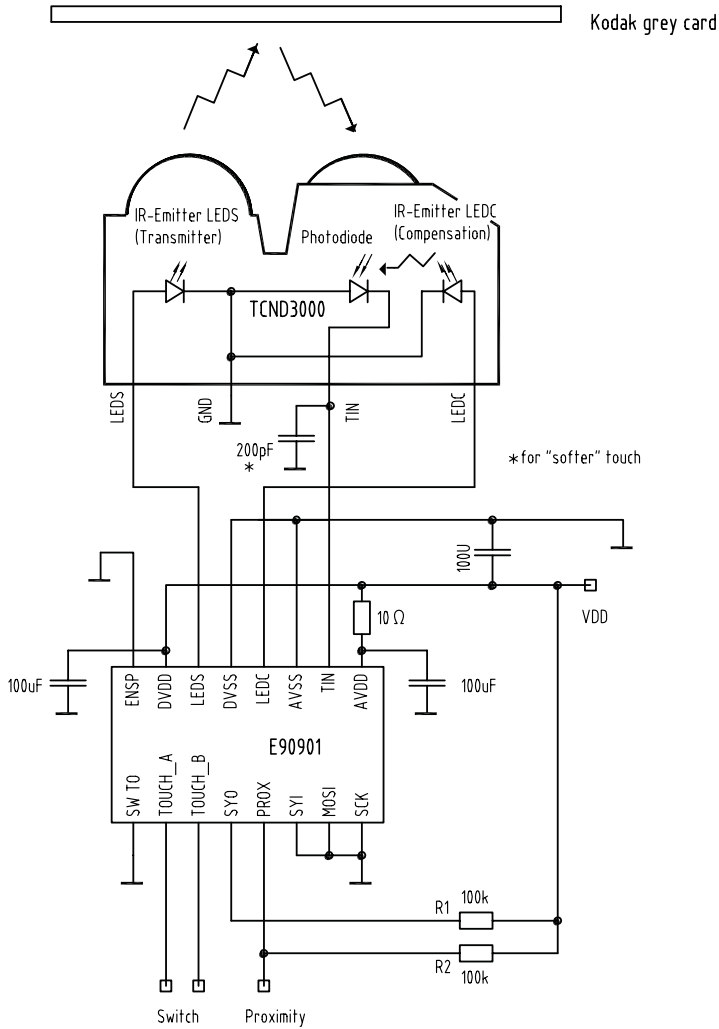 Kodak grey card
IR-Emitter LEDS
(Transmitter)
IR-Emitter LEDC
(Compensation)
Photodiode
TCND3000
LEDS
GND
TIN
LEDC
200pF
*
*for "softer" touch
100U
10 Ω
VDD
100uF
100uF
ENSP
DVDD
LEDS
DVSS
LEDC
AVSS
TIN
AVDD
E90901
SW TO
TOUCH_A
TOUCH_B
SYO
PROX
SYI
MOSI
SCK
R1
100k
R2
100k
Switch
Proximity